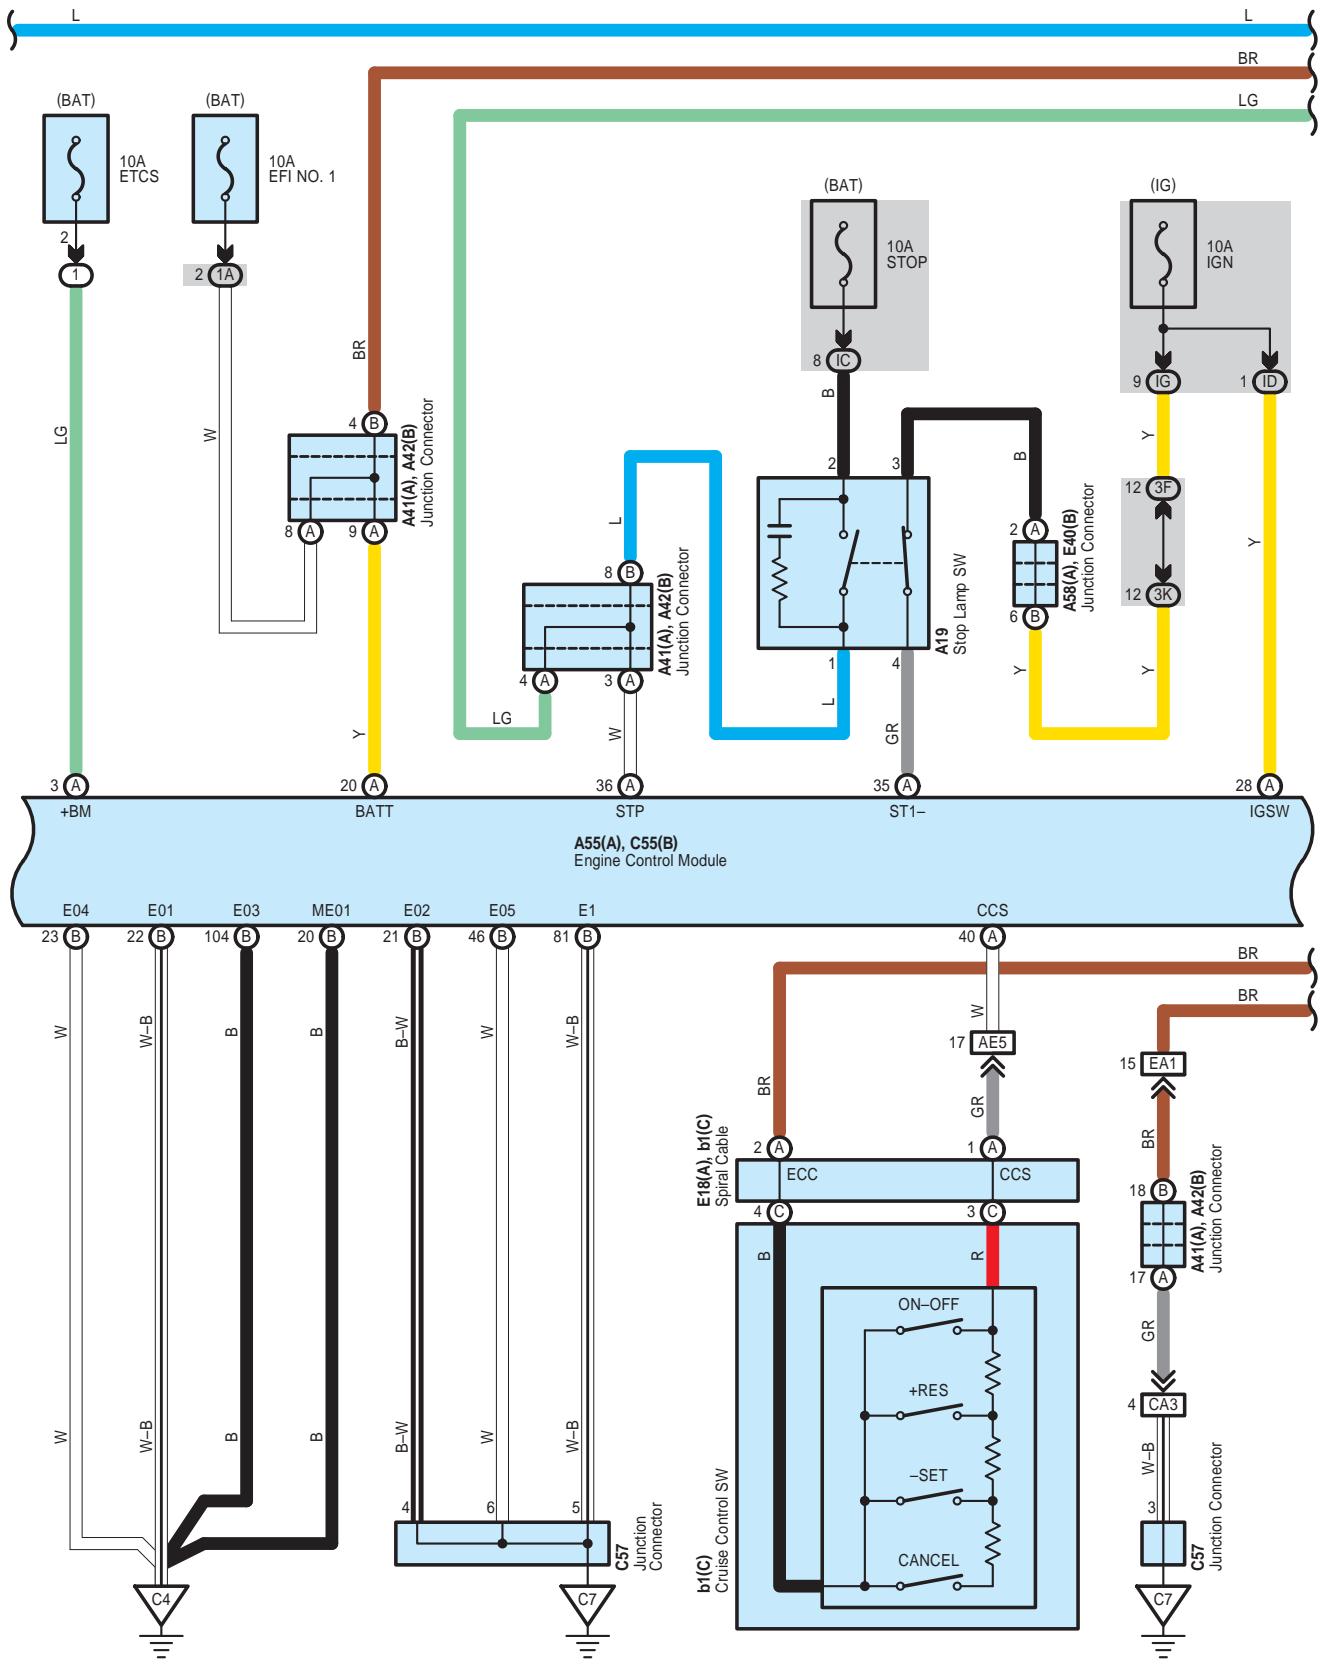 L
L
BR
LG
(BAT)
(BAT)
10A
ETCS
10A
EFI NO. 1
2
1
2
1A
(BAT)
(IG)
10A
STOP
10A
IGN
8
IC
9
IG
1
ID
BR
B
LG
W
4
B
A41(A), A42(B)
Junction Connector
8
A
9
A
Y
2
3
B
12
3F
L
2
A
A58(A), E40(B)
Junction Connector
Y
8
B
A41(A), A42(B)
Junction Connector
12
3K
6
B
A19
Stop Lamp SW
4
A
3
A
1
4
Y
Y
LG
W
L
GR
Y
3
A
20
A
36
A
35
A
28
A
+BM
BATT
STP
ST1–
IGSW
A55(A), C55(B)
Engine Control Module
E04
E01
E03
ME01
E02
E05
E1
CCS
23
B
22
B
104
B
20
B
21
B
46
B
81
B
40
A
BR
BR
W
W–B
B
B
B–W
W
W–B
W
17
AE5
15
EA1
BR
GR
BR
E18(A), b1(C)
Spiral Cable
2
A
1
A
ECC
CCS
4
C
3
C
18
B
A41(A), A42(B)
Junction Connector
17
A
B
R
GR
ON–OFF
+RES
–SET
CANCEL
b1(C)
Cruise Control SW
4
CA3
W
W–B
B
B
B–W
W
W–B
W–B
4
6
5
3
C57
Junction
Connector
C57
Junction Connector
C4
C7
C7